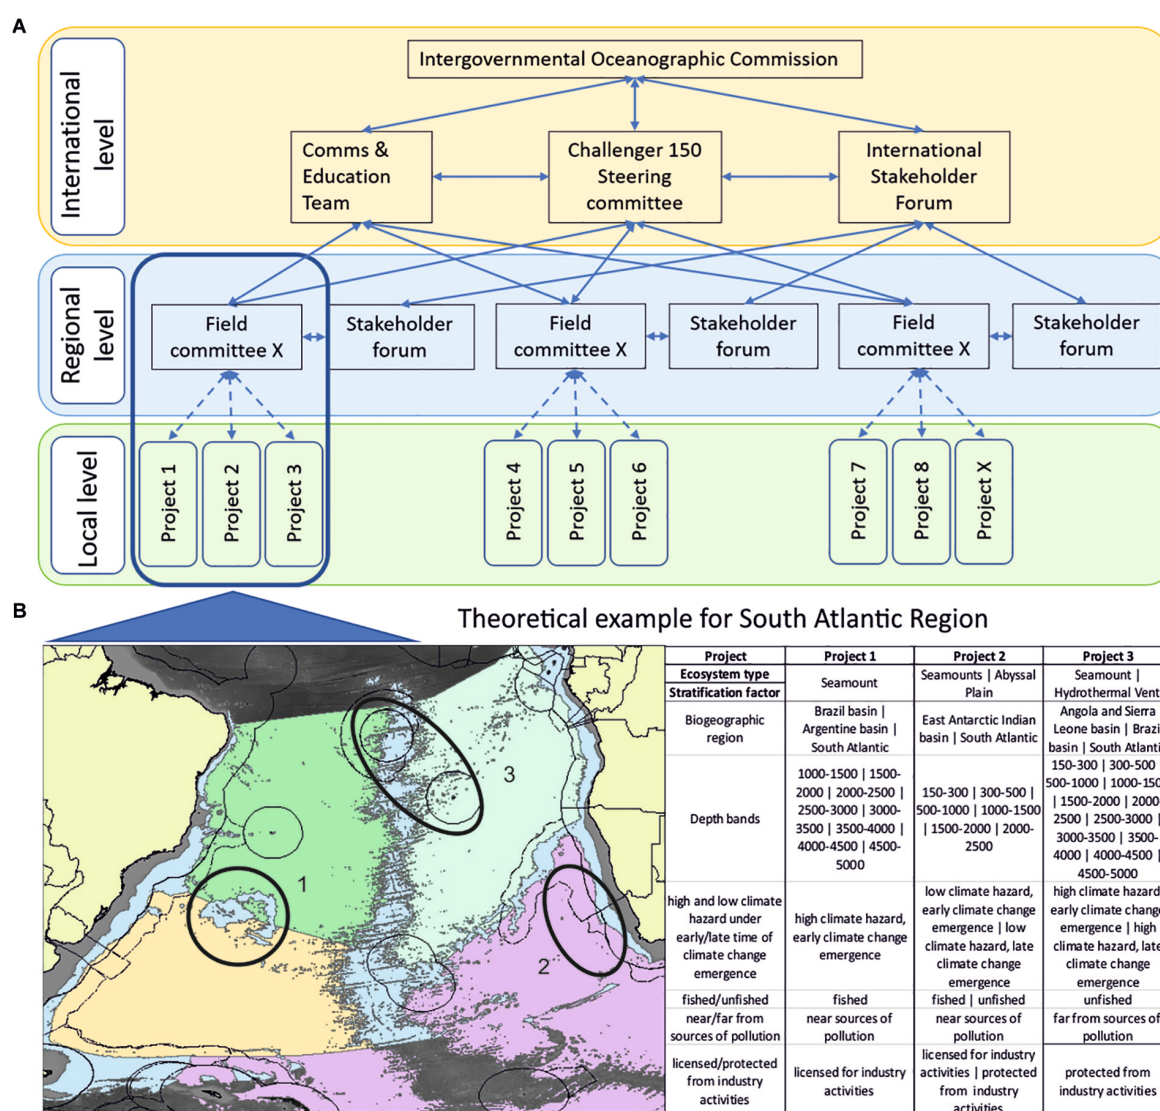 A
International
level
Intergovernmental Oceanographic Commission
Comms &
Education
Team
Challenger 150
Steering
committee
International
Stakeholder
Forum
Regional
level
Field
committee X
Stakeholder
forum
Field
committee X
Stakeholder
forum
Field
committee X
Stakeholder
forum
Local level
Project 1
Project 2
Project 3
Project 4
Project 5
Project 6
Project 7
Project 8
Project X
B
Theoretical example for South Atlantic Region
1
2
3
Project
Project 1
Project 2
Project 3
Ecosystem type
Stratification factor
Seamount
Seamounts | Abyssal
Plain
Seamount |
Hydrothermal Vent
Biogeographic
region
Brazil basin |
Argentine basin |
South Atlantic
East Antarctic Indian
basin | South Atlantic
Angola and Sierra
Leone basin | Brazi
basin | South Atlanti
Depth bands
1000-1500 | 1500-
2000 | 2000-2500 |
2500-3000 | 3000-
3500 | 3500-4000 |
4000-4500 | 4500-
5000
150-300 | 300-500 |
500-1000 | 1000-1500
| 1500-2000 | 2000-
2500
150-300 | 300-500
500-1000 | 1000-150
| 1500-2000 | 2000-
2500 | 2500-3000 |
3000-3500 | 3500-
4000 | 4000-4500 |
4500-5000
high and low climate
hazard under
early/late time of
climate change
emergence
high climate hazard,
early climate change
emergence
low climate hazard,
early climate change
emergence | low
climate hazard, late
climate change
emergence
high climate hazard
early climate change
emergence | high
climate hazard, late
climate change
emergence
fished/unfished
fished
fished | unfished
unfished
near/far from
sources of pollution
near sources of
pollution
near sources of
pollution
far from sources of
pollution
licensed/protected
from industry
activities
licensed for industry
activities
licensed for industry
activities | protected
from industry
activities
protected from
industry activities